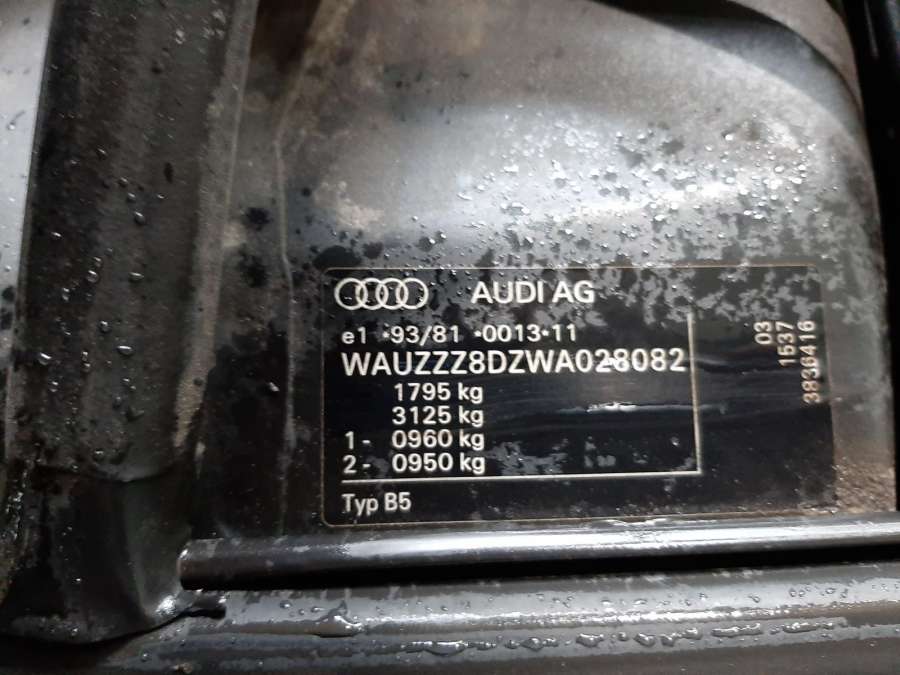 AUDI AG
e1 *93/81 *0013*11
WAUZZZ8DZWA028082
1795 kg
3125 kg
1- 0960 kg
2- 0950 kg
Typ B5
03
1537
3836416